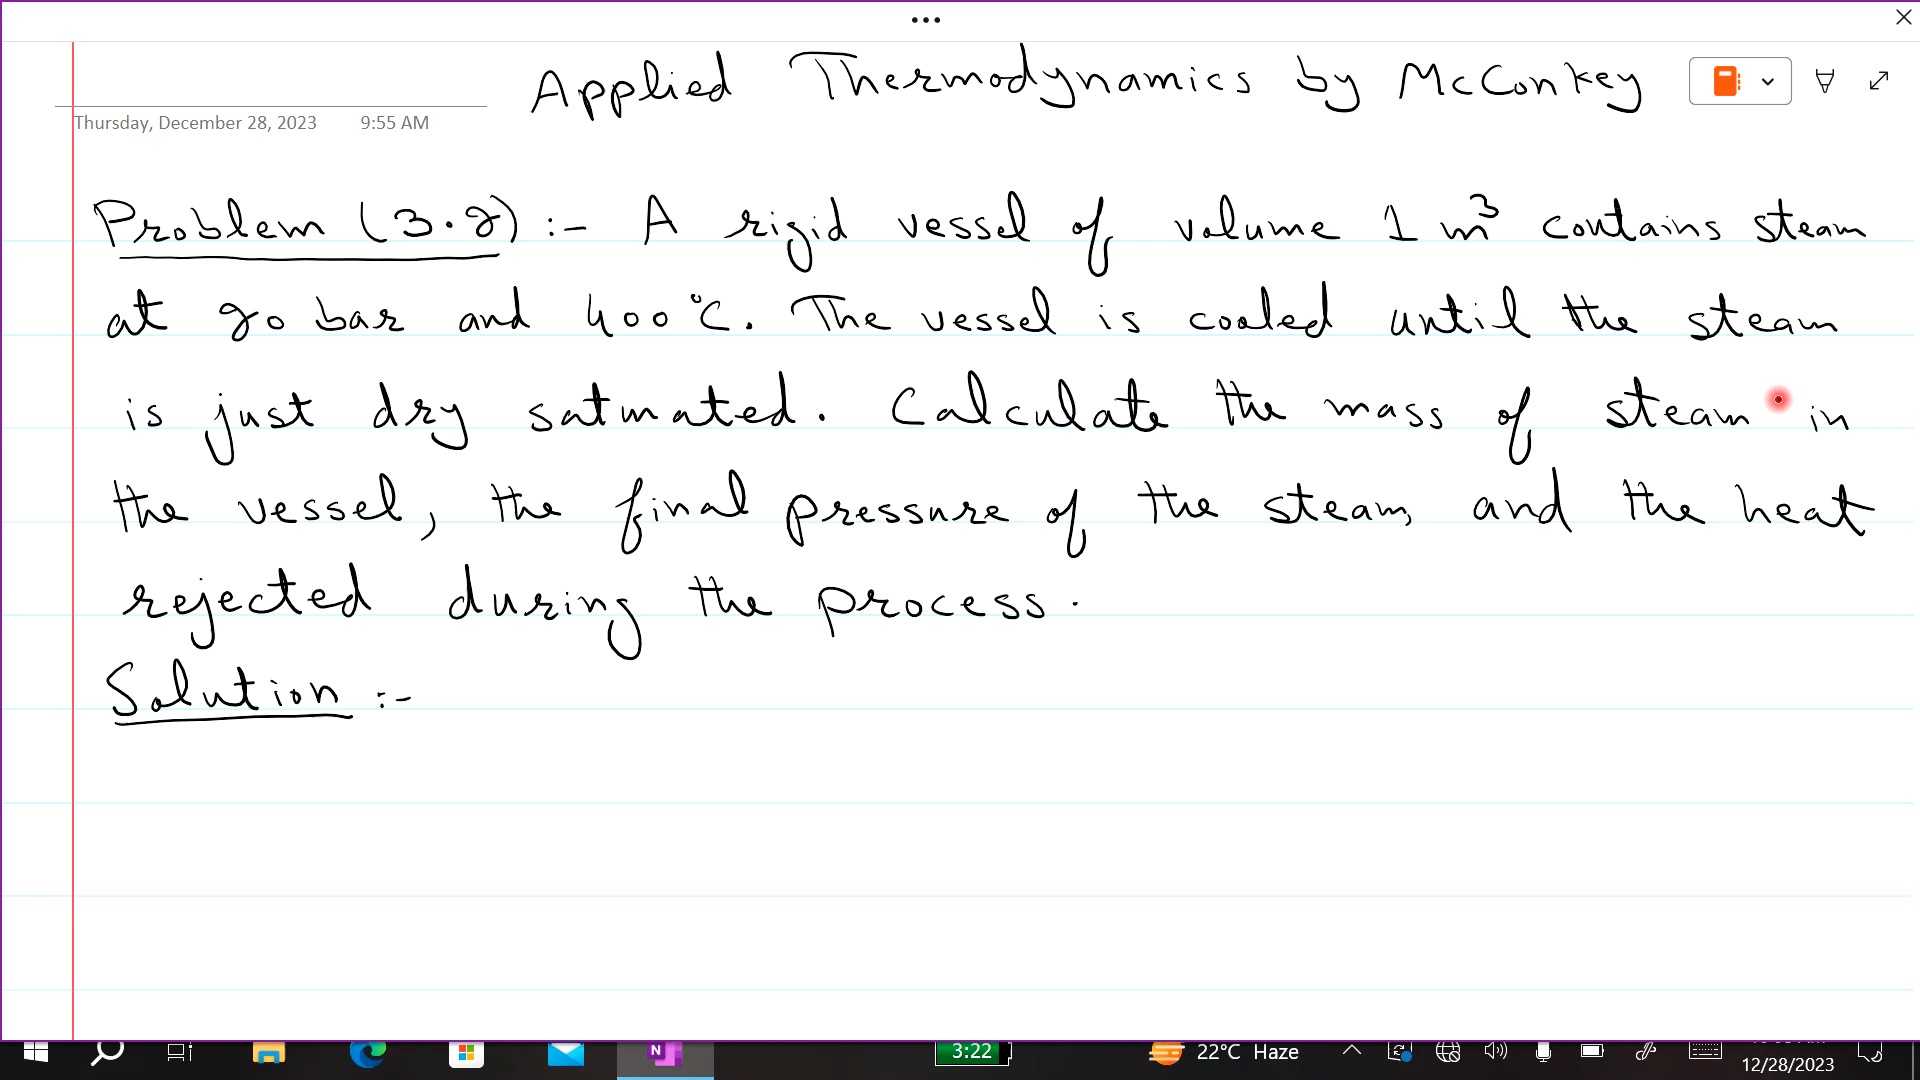 Applied Thermodynamics by McConkey
Thursday, December 28, 2023 9:55 AM
Problem (3.2) :- A rigid vessel of volume 1 m³ contains steam
at 20 bar and 400°C. The vessel is cooled until the steam
is just dry saturated. Calculate the mass of steam in
the vessel, the final pressure of the steam, and the heat
rejected during the process.
Solution :-
N 3:22 22°C Haze
12/28/2023